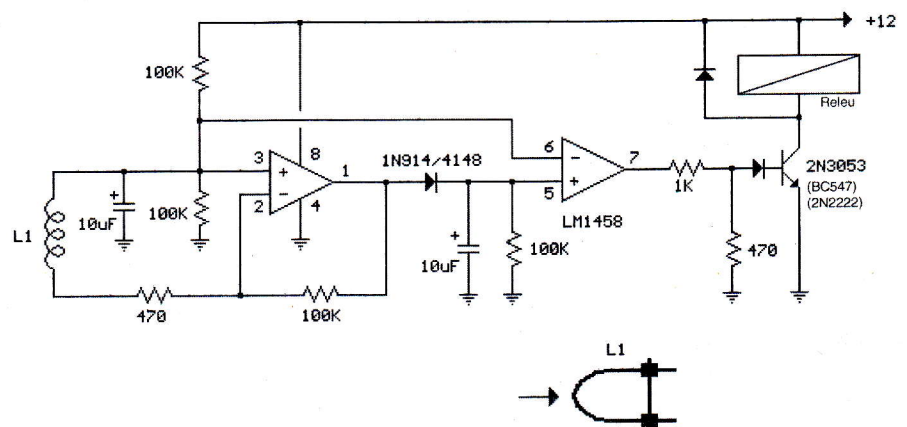 +12
100K
Releu
3
+
8
1
1N914/4148
6
−
7
2N3053
(BC547)
(2N2222)
+
100K
−
2
4
5
+
1K
L1
10uF
LM1458
+
10uF
100K
470
470
100K
L1